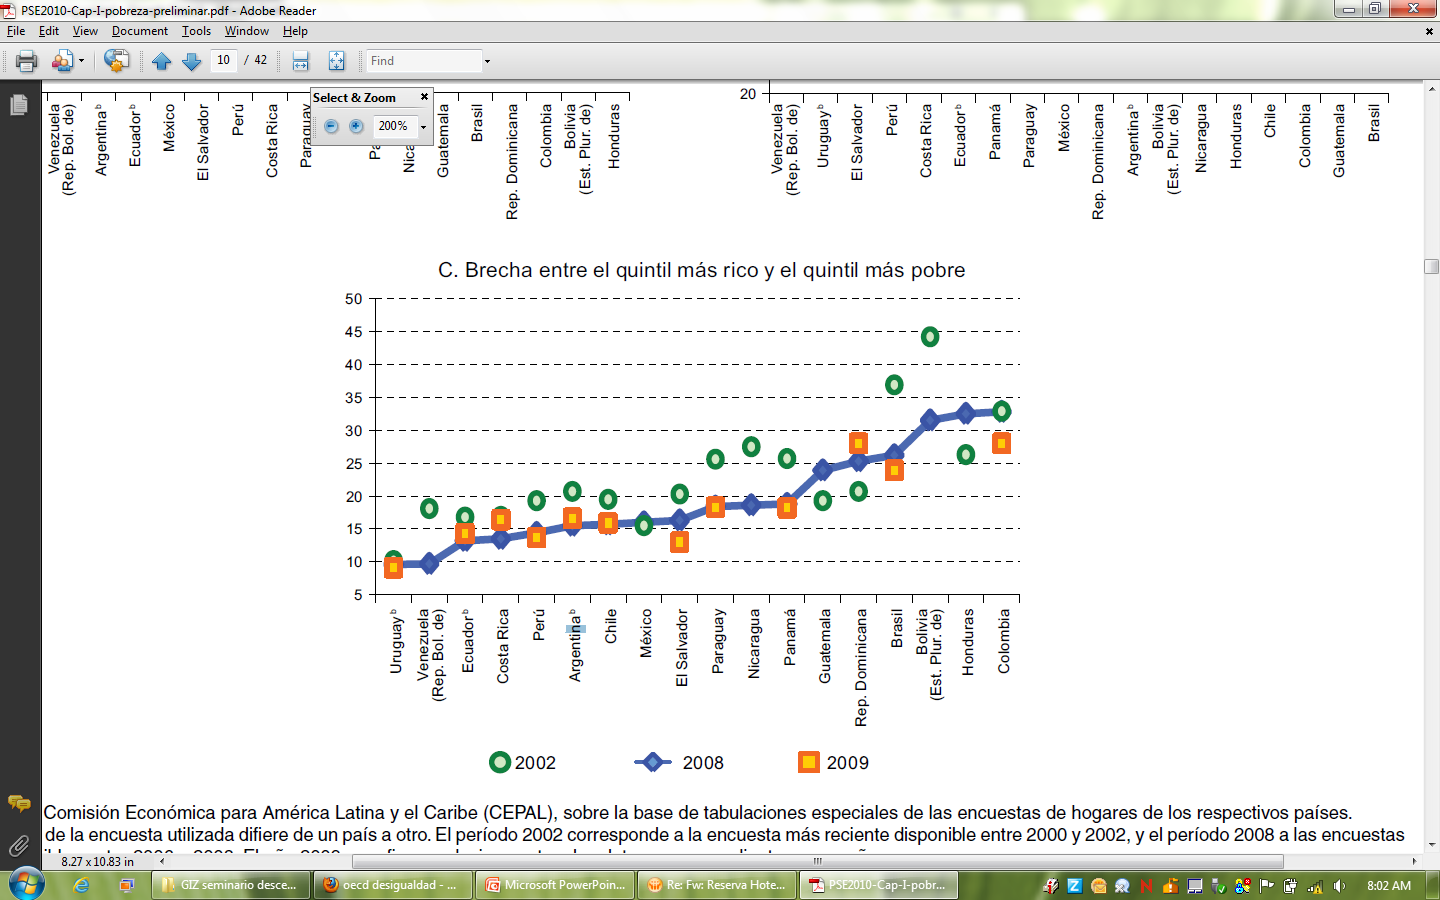 PSE2010-Cap-I-pobreza-preliminar.pdf - Adobe Reader
File Edit View Document Tools Window Help
10 / 42 Find
Select & Zoom
200%
20
Venezuela (Rep. Bol. de)
Argentina b
Ecuador b
México
El Salvador
Perú
Costa Rica
Guatemala
Brasil
Rep. Dominicana
Colombia
Bolivia (Est. Plur. de)
Honduras
Venezuela (Rep. Bol. de)
Uruguay b
El Salvador
Perú
Costa Rica
Ecuador b
Panamá
Paraguay
México
Rep. Dominicana
Argentina b
Bolivia (Est. Plur. de)
Nicaragua
Honduras
Chile
Colombia
Guatemala
Brasil
C. Brecha entre el quintil más rico y el quintil más pobre
50
45
40
35
30
25
20
15
10
5
Uruguay b
Venezuela (Rep. Bol. de)
Ecuador b
Costa Rica
Perú
Argentina b
Chile
México
El Salvador
Paraguay
Nicaragua
Panamá
Guatemala
Rep. Dominicana
Brasil
Bolivia (Est. Plur. de)
Honduras
Colombia
2002 2008 2009
Comisión Económica para América Latina y el Caribe (CEPAL), sobre la base de tabulaciones especiales de las encuestas de hogares de los respectivos países.
de la encuesta utilizada difiere de un país a otro. El período 2002 corresponde a la encuesta más reciente disponible entre 2000 y 2002, y el período 2008 a las encuestas
8.27 x 10.83 in
GIZ seminario desce... oecd desigualdad - ... Microsoft PowerPoin... Re: Fw: Reserva Hote... PSE2010-Cap-I-pobr... 8:02 AM